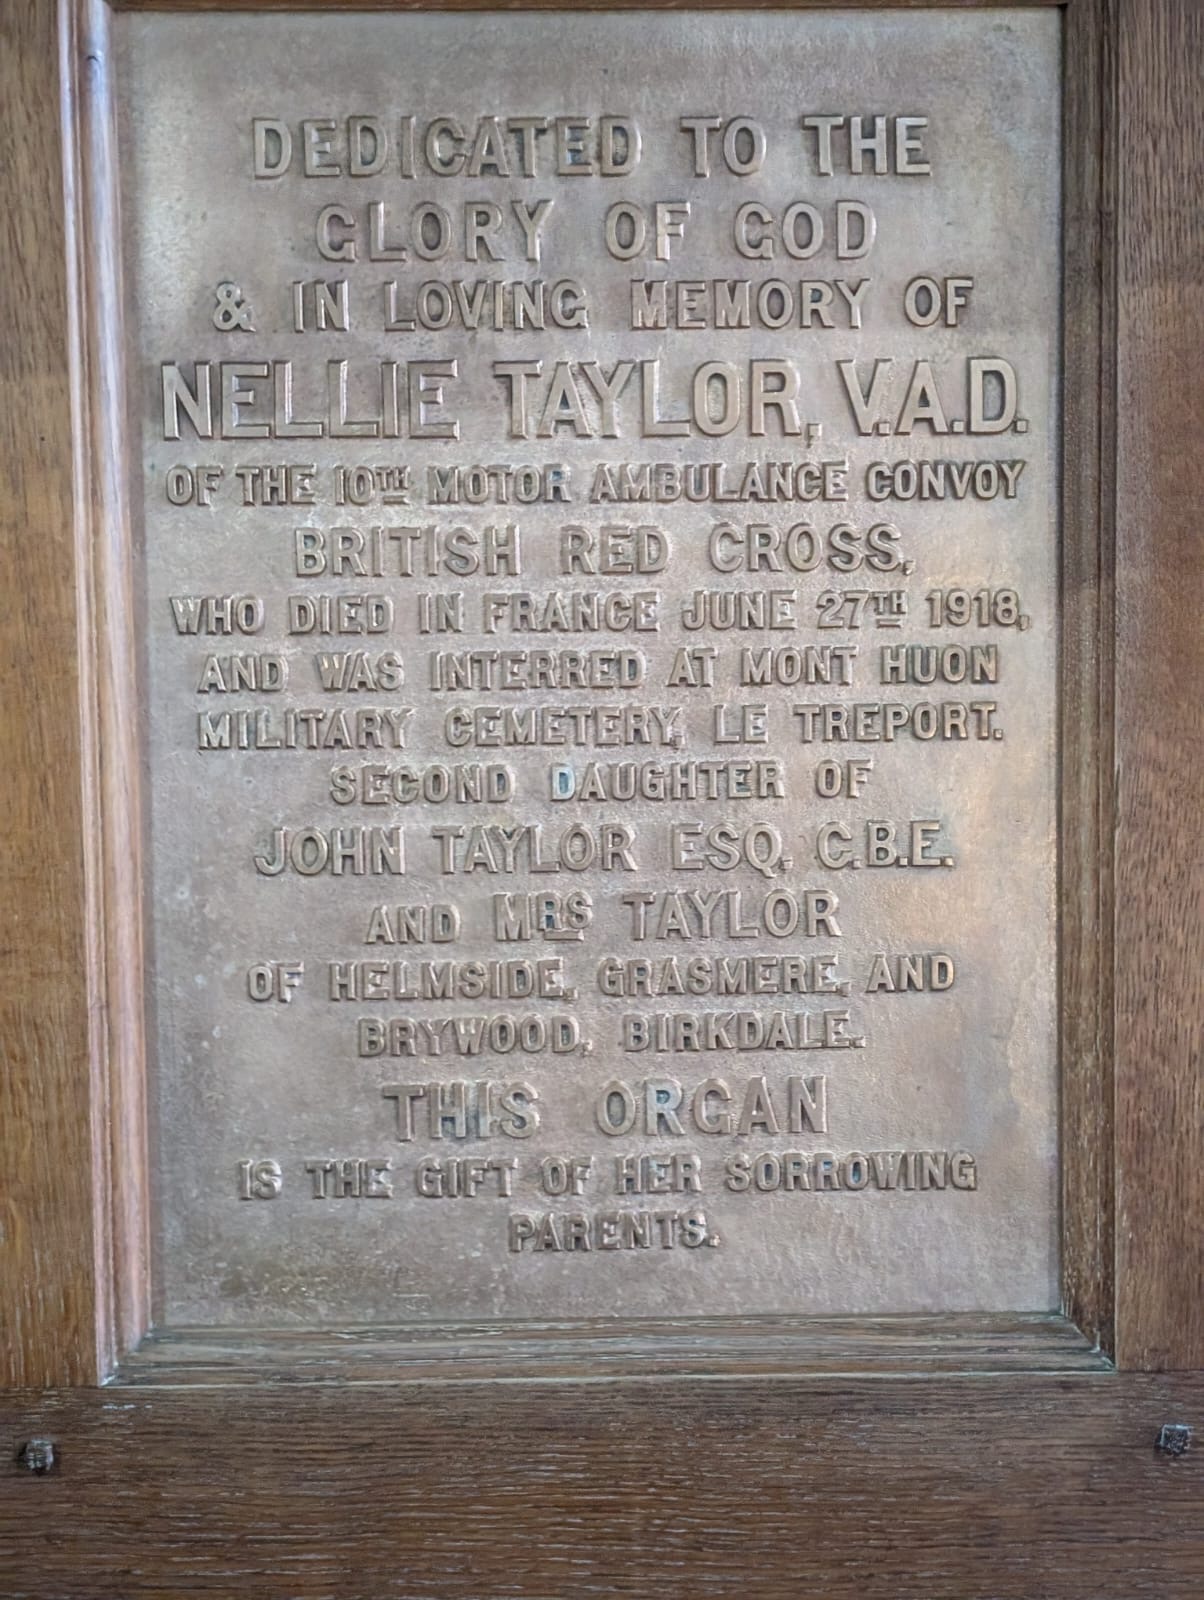 DEDICATED TO THE
GLORY OF GOD
& IN LOVING MEMORY OF
NELLIE TAYLOR, V.A.D.
OF THE 10TH MOTOR AMBULANCE CONVOY
BRITISH RED CROSS,
WHO DIED IN FRANCE JUNE 27TH 1918,
AND WAS INTERRED AT MONT HUON
MILITARY CEMETERY, LE TREPORT.
SECOND DAUGHTER OF
JOHN TAYLOR ESQ. C.B.E.
AND MRS TAYLOR
OF HELMSIDE, GRASMERE, AND
BRYWOOD, BIRKDALE.
THIS ORGAN
IS THE GIFT OF HER SORROWING
PARENTS.